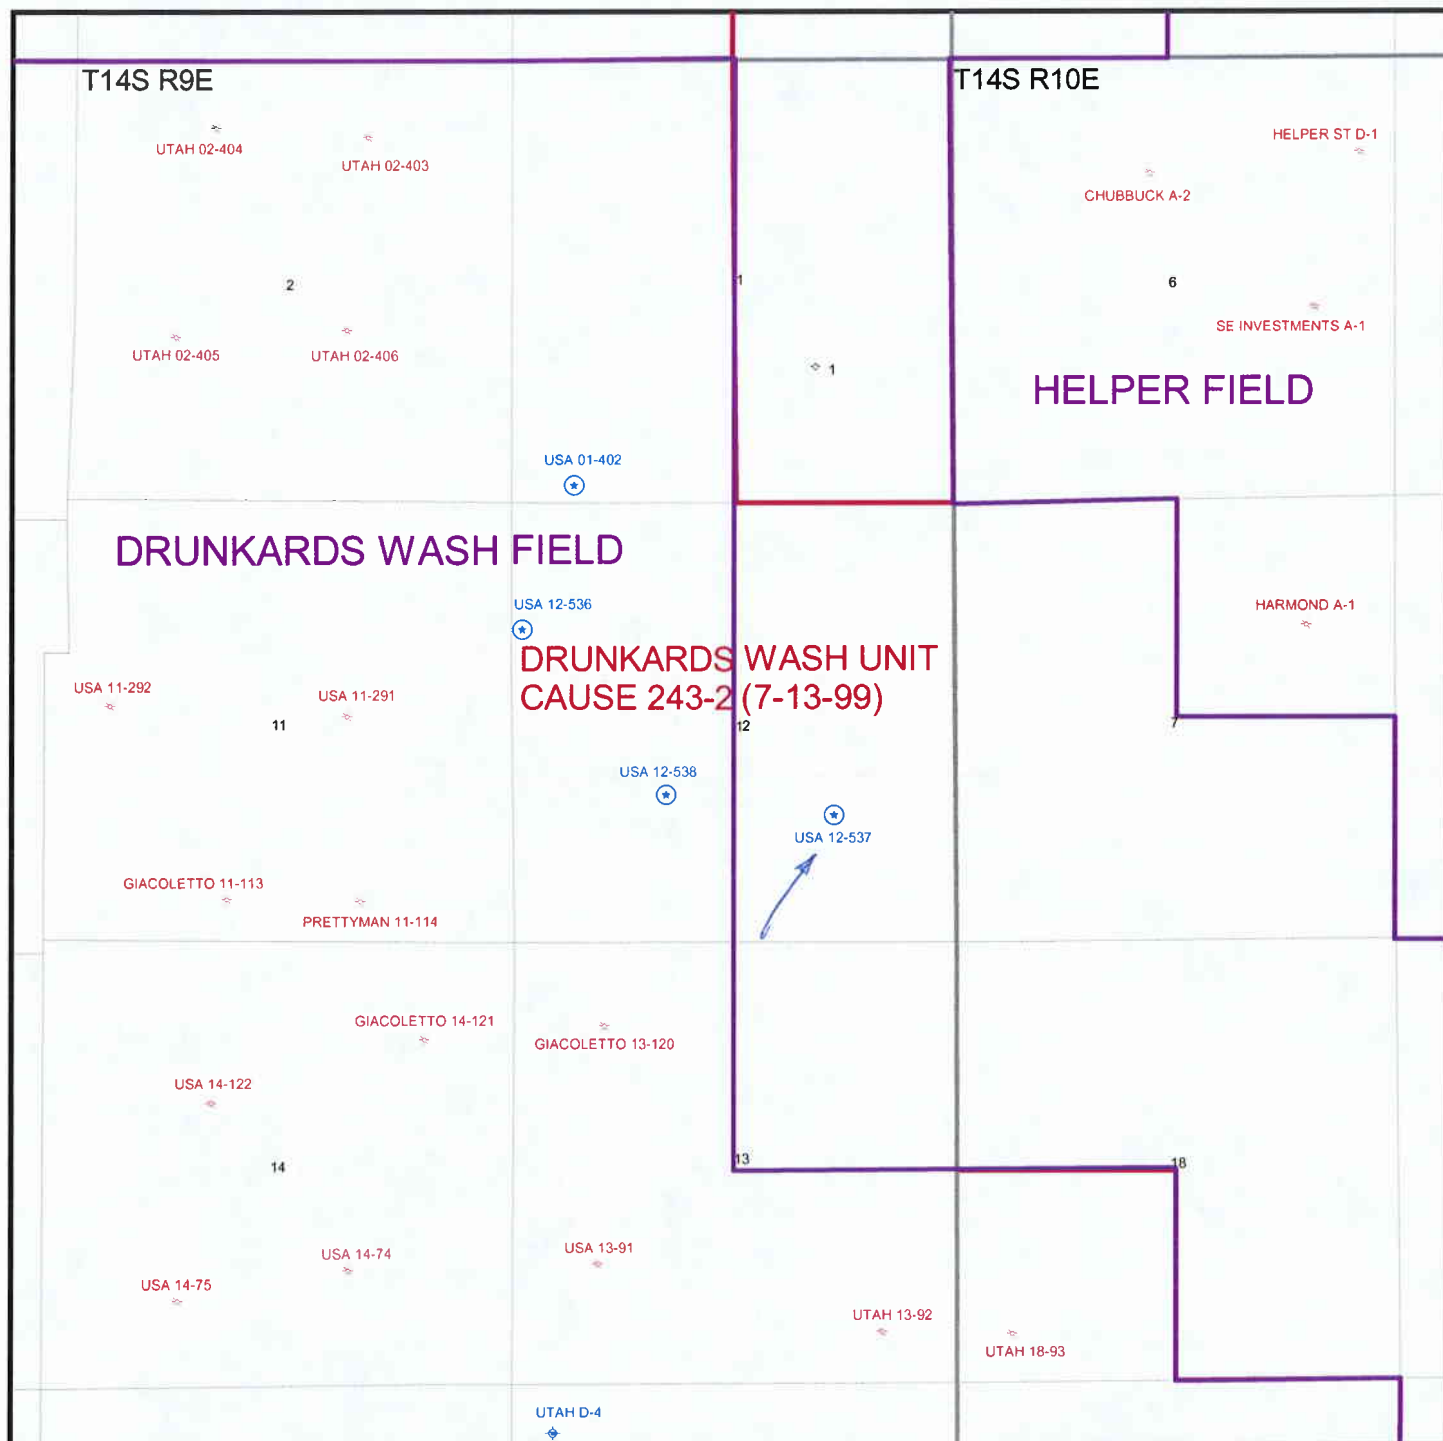 T14S R9E
T14S R10E
UTAH 02-404
UTAH 02-403
HELPER ST D-1
CHUBBUCK A-2
2
1
6
SE INVESTMENTS A-1
UTAH 02-405
UTAH 02-406
1
HELPER FIELD
USA 01-402
DRUNKARDS WASH FIELD
USA 12-536
HARMOND A-1
DRUNKARDS WASH UNIT
CAUSE 243-2 (7-13-99)
USA 11-292
USA 11-291
11
12
7
USA 12-538
USA 12-537
GIACOLETTO 11-113
PRETTYMAN 11-114
GIACOLETTO 14-121
GIACOLETTO 13-120
USA 14-122
14
13
18
USA 14-74
USA 13-91
USA 14-75
UTAH 13-92
UTAH 18-93
UTAH D-4